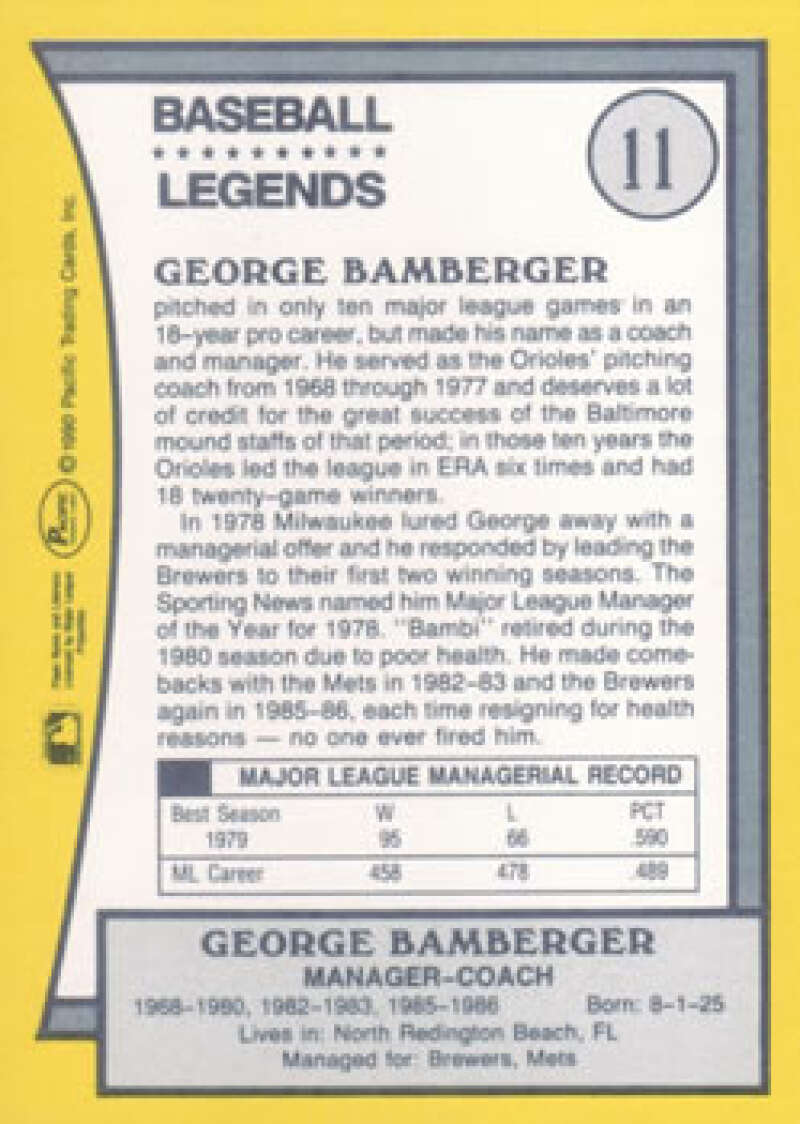 BASEBALL
LEGENDS
11
GEORGE BAMBERGER
pitched in only ten major league games in an
18-year pro career, but made his name as a coach
and manager. He served as the Orioles' pitching
coach from 1968 through 1977 and deserves a lot
of credit for the great success of the Baltimore
mound staffs of that period; in those ten years the
Orioles led the league in ERA six times and had
18 twenty-game winners.
In 1978 Milwaukee lured George away with a
managerial offer and he responded by leading the
Brewers to their first two winning seasons. The
Sporting News named him Major League Manager
of the Year for 1978. "Bambi" retired during the
1980 season due to poor health. He made come-
backs with the Mets in 1982-83 and the Brewers
again in 1985-86, each time resigning for health
reasons — no one ever fired him.
MAJOR LEAGUE MANAGERIAL RECORD
Best Season W L PCT
1979 95 66 .590
ML Career 458 478 .489
GEORGE BAMBERGER
MANAGER-COACH
1968-1980, 1982-1983, 1985-1986 Born: 8-1-25
Lives in: North Redington Beach, FL
Managed for: Brewers, Mets
© 1990 Pacific Trading Cards, Inc.
PACIFIC